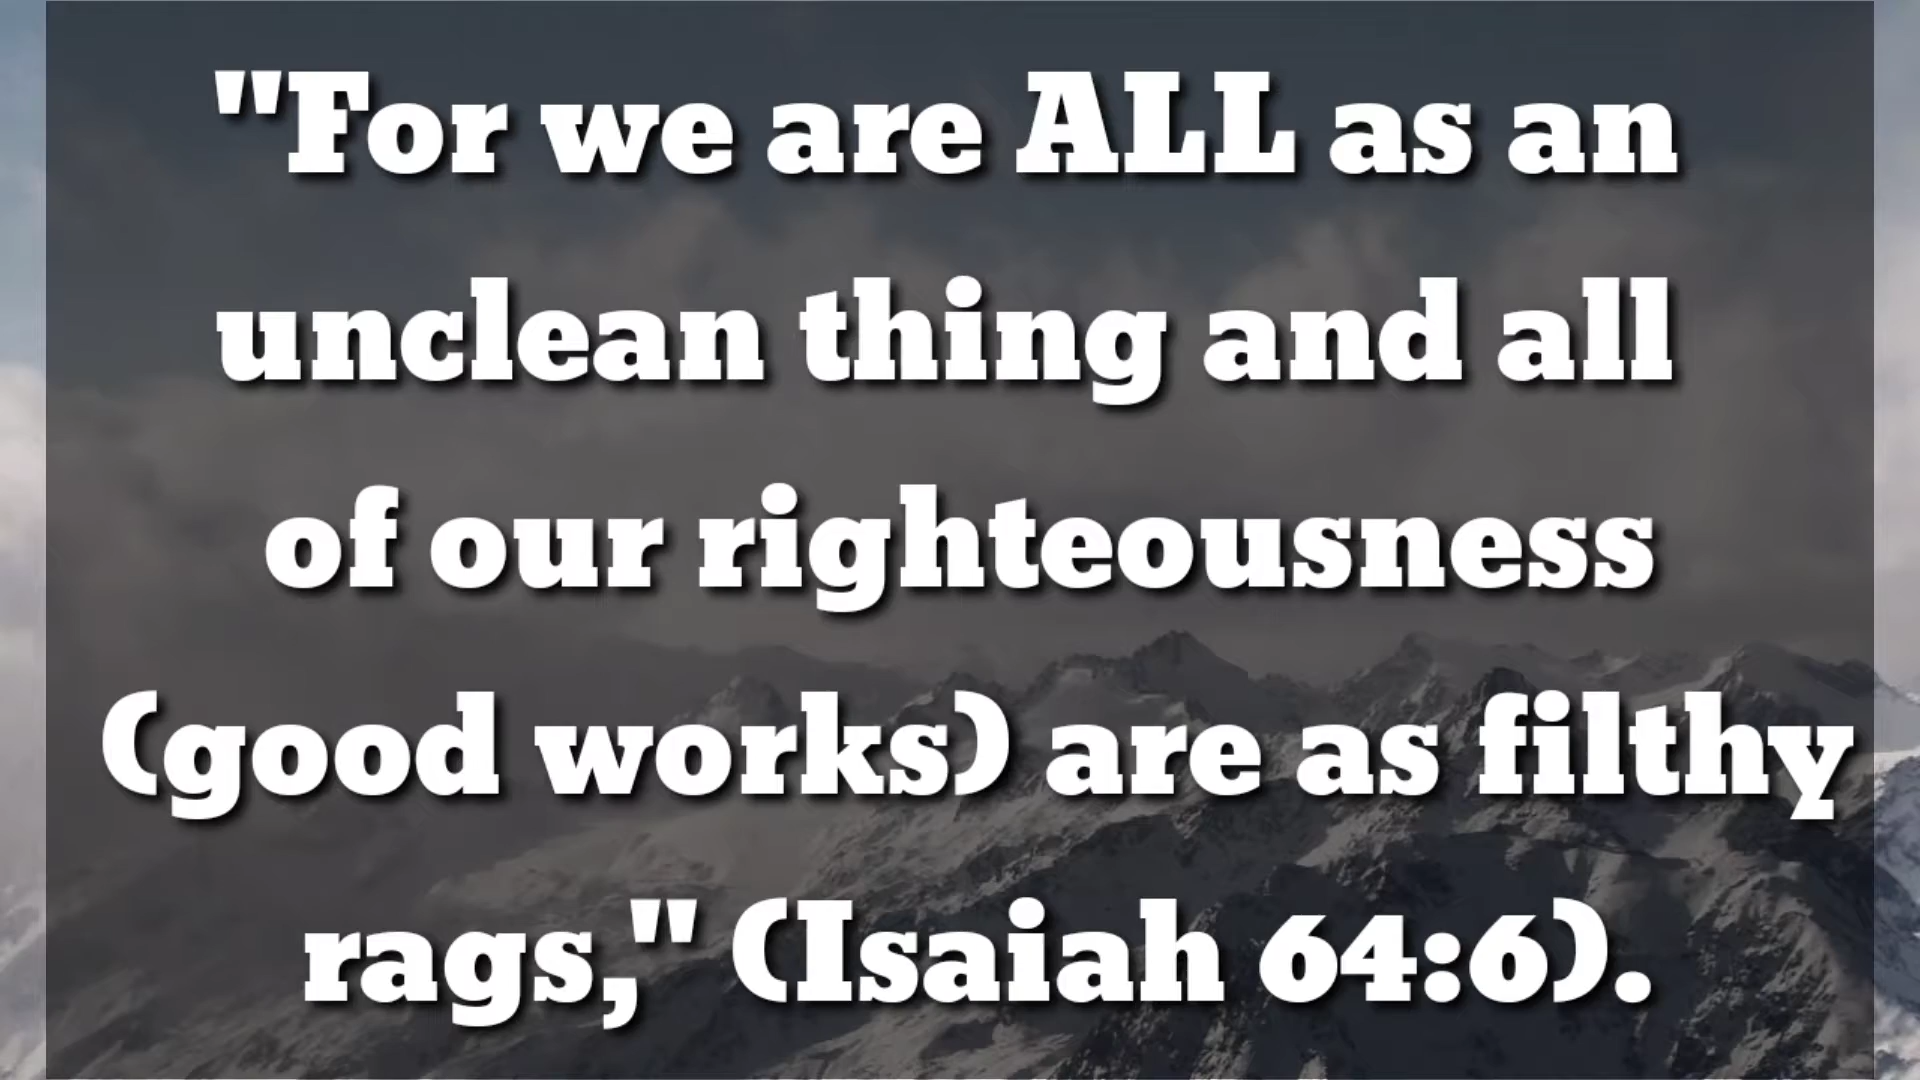 "For we are ALL as an
unclean thing and all
of our righteousness
(good works) are as filthy
rags," (Isaiah 64:6).